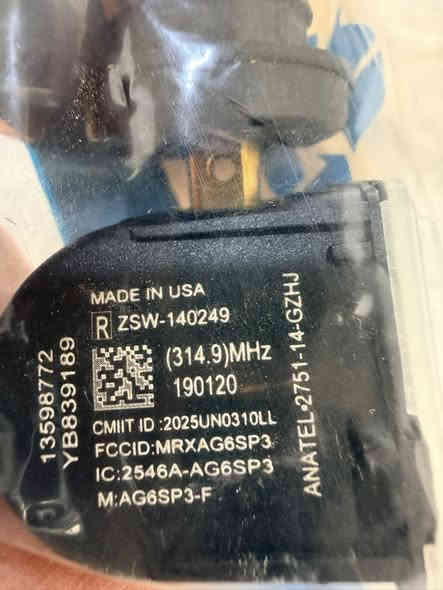 MADE IN USA
R ZSW-140249
(314.9)MHz
190120
CMIIT ID :2025UN0310LL
FCCID:MRXAG6SP3
IC:2546A-AG6SP3
M:AG6SP3-F
13598772
YB839189
ANATEL•2751-14-GZHJ